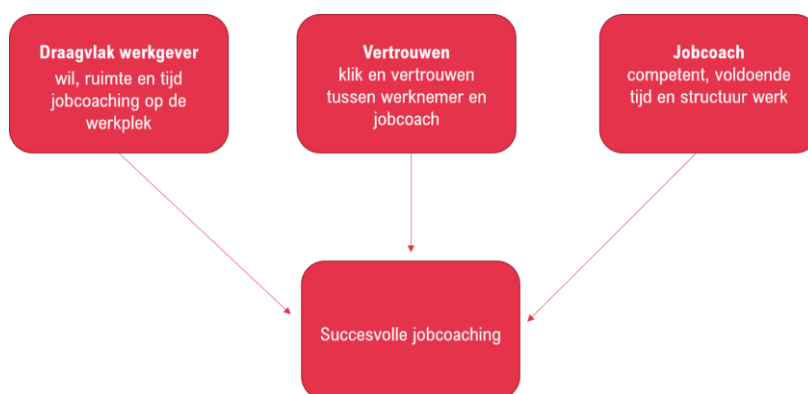 Draagvlak werkgever
wil, ruimte en tijd
jobcoaching op de
werkplek
Vertrouwen
klik en vertrouwen
tussen werknemer en
jobcoach
Jobcoach
competent, voldoende
tijd en structuur werk
Succesvolle jobcoaching